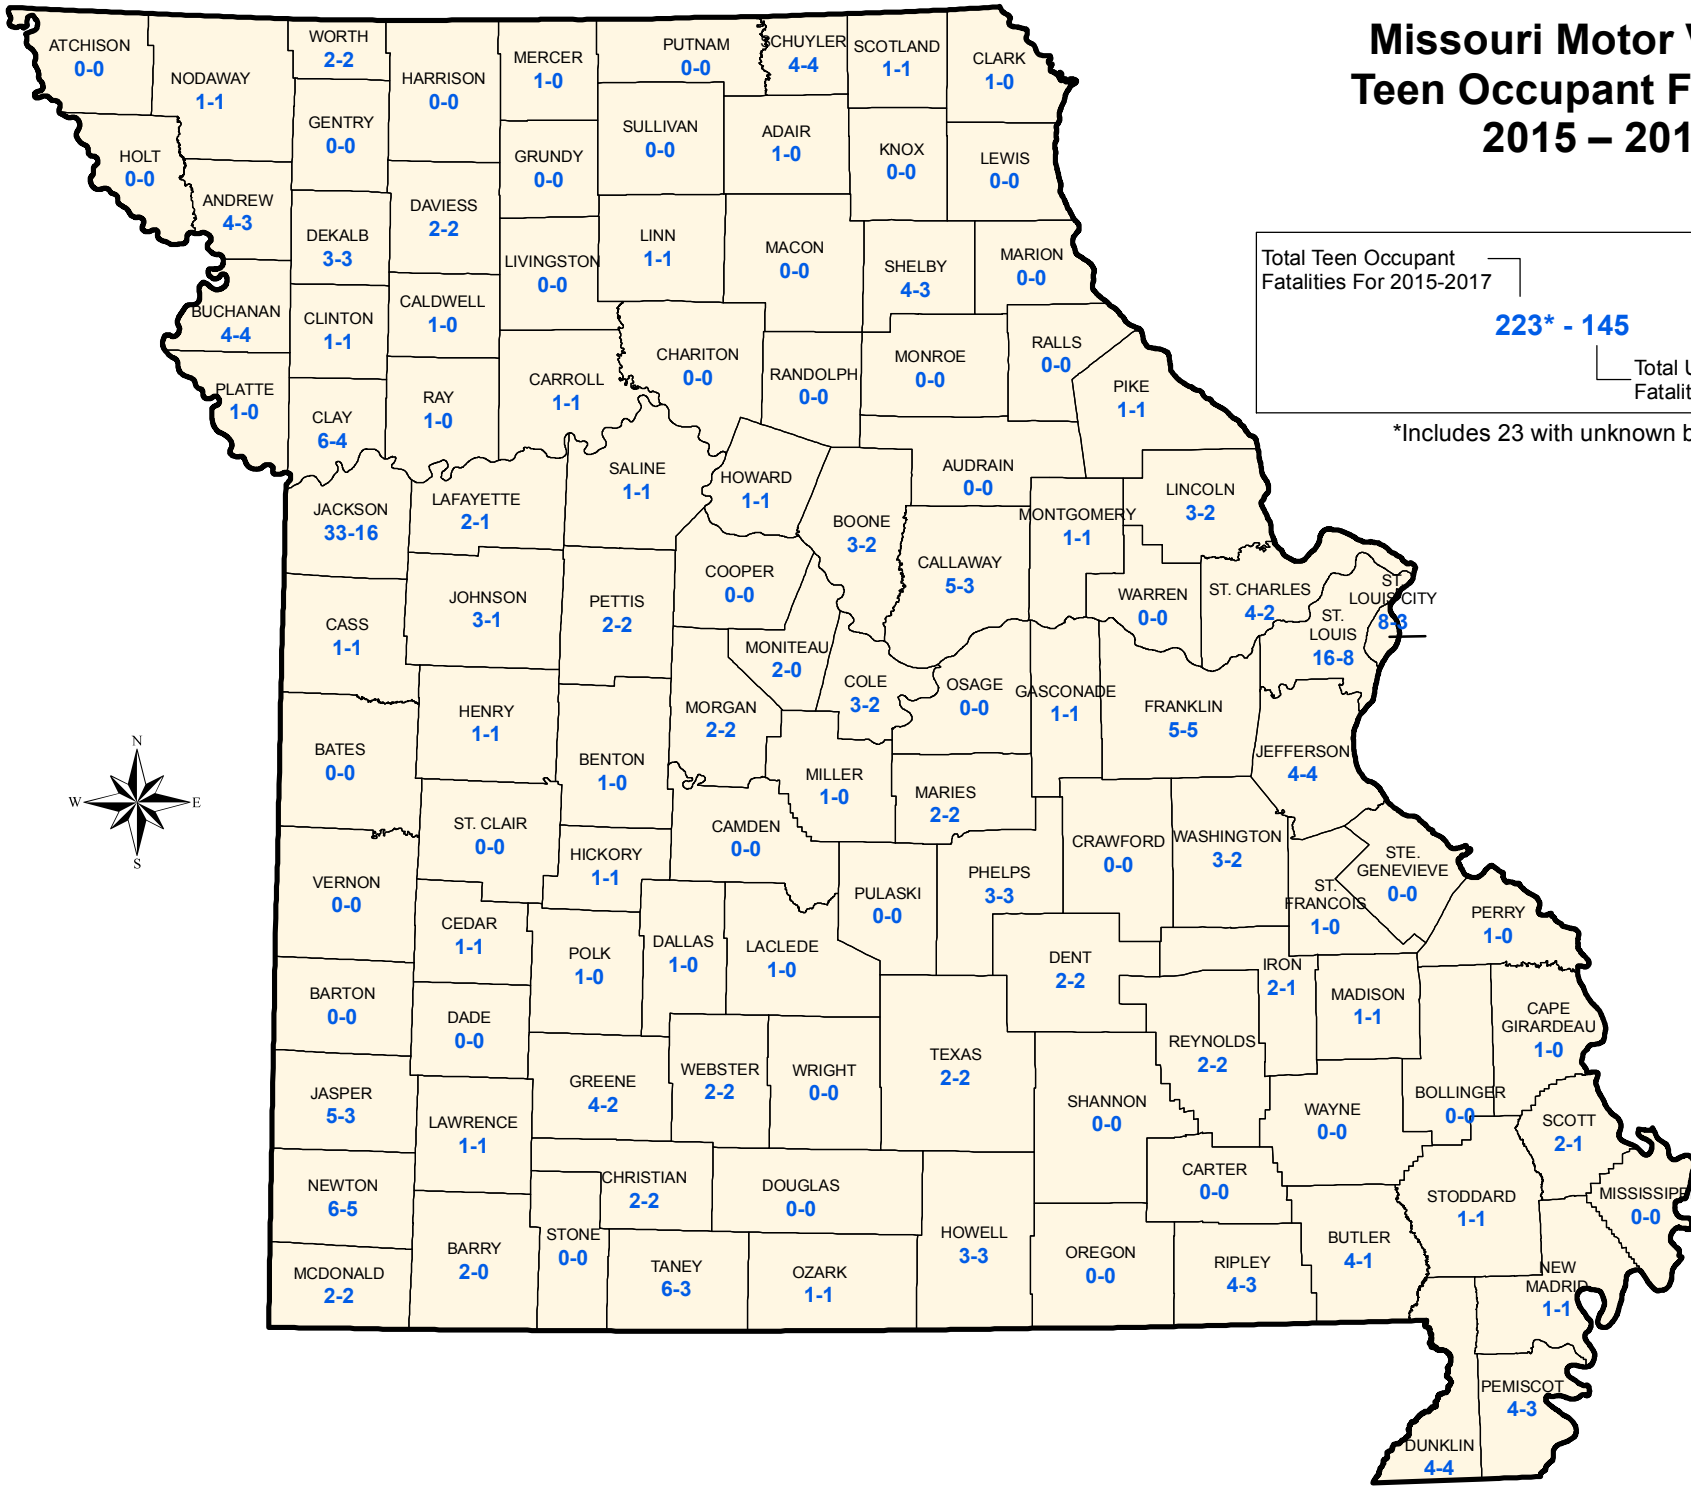 Missouri Motor
Teen Occupant
2015 – 201
Total Teen Occupant
Fatalities For 2015-2017
223* - 145
Total
*Includes 23 with unknown
ATCHISON
0-0
NODAWAY
1-1
WORTH
2-2
HARRISON
0-0
MERCER
1-0
PUTNAM
0-0
SCHUYLER
4-4
SCOTLAND
1-1
CLARK
1-0
HOLT
0-0
GENTRY
0-0
GRUNDY
0-0
SULLIVAN
0-0
ADAIR
1-0
KNOX
0-0
LEWIS
0-0
ANDREW
4-3
DEKALB
3-3
DAVIESS
2-2
LIVINGSTON
0-0
LINN
1-1
MACON
0-0
SHELBY
4-3
MARION
0-0
BUCHANAN
4-4
CLINTON
1-1
CALDWELL
1-0
CARROLL
1-1
CHARITON
0-0
RANDOLPH
0-0
MONROE
0-0
RALLS
0-0
PIKE
1-1
PLATTE
1-0
CLAY
6-4
RAY
1-0
SALINE
1-1
HOWARD
1-1
AUDRAIN
0-0
LINCOLN
3-2
JACKSON
33-16
LAFAYETTE
2-1
BOONE
3-2
CALLAWAY
5-3
MONTGOMERY
1-1
WARREN
0-0
ST. CHARLES
4-2
ST.
LOUIS CITY
8-3
ST.
LOUIS
16-8
CASS
1-1
JOHNSON
3-1
PETTIS
2-2
COOPER
0-0
MONITEAU
2-0
COLE
3-2
OSAGE
0-0
GASCONADE
1-1
FRANKLIN
5-5
JEFFERSON
4-4
BATES
0-0
HENRY
1-1
BENTON
1-0
MORGAN
2-2
MILLER
1-0
MARIES
2-2
N
W
E
S
VERNON
0-0
ST. CLAIR
0-0
HICKORY
1-1
CAMDEN
0-0
PULASKI
0-0
PHELPS
3-3
CRAWFORD
0-0
WASHINGTON
3-2
ST.
FRANCOIS
1-0
STE.
GENEVIEVE
0-0
PERRY
1-0
CEDAR
1-1
POLK
1-0
DALLAS
1-0
LACLEDE
1-0
DENT
2-2
IRON
2-1
MADISON
1-1
CAPE
GIRARDEAU
1-0
BARTON
0-0
DADE
0-0
GREENE
4-2
WEBSTER
2-2
WRIGHT
0-0
TEXAS
2-2
SHANNON
0-0
REYNOLDS
2-2
WAYNE
0-0
BOLLINGER
0-0
SCOTT
2-1
JASPER
5-3
LAWRENCE
1-1
NEWTON
6-5
CHRISTIAN
2-2
DOUGLAS
0-0
HOWELL
3-3
CARTER
0-0
STODDARD
1-1
MISSISSIPP
0-0
MCDONALD
2-2
BARRY
2-0
STONE
0-0
TANEY
6-3
OZARK
1-1
OREGON
0-0
RIPLEY
4-3
BUTLER
4-1
NEW
MADRID
1-1
PEMISCOT
4-3
DUNKLIN
4-4